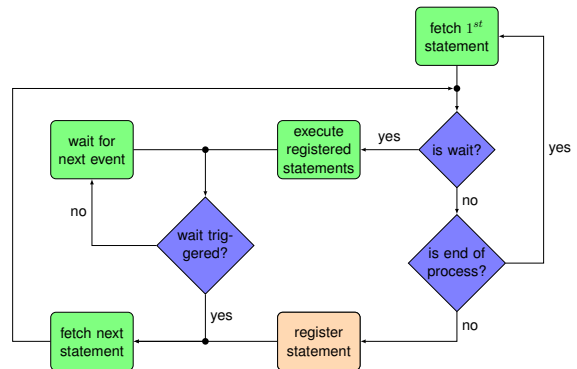 fetch 1st
statement
yes
wait for
next event
execute
registered
statements
yes
is wait?
no
no
wait trig-
gered?
is end of
process?
yes
no
fetch next
statement
register
statement